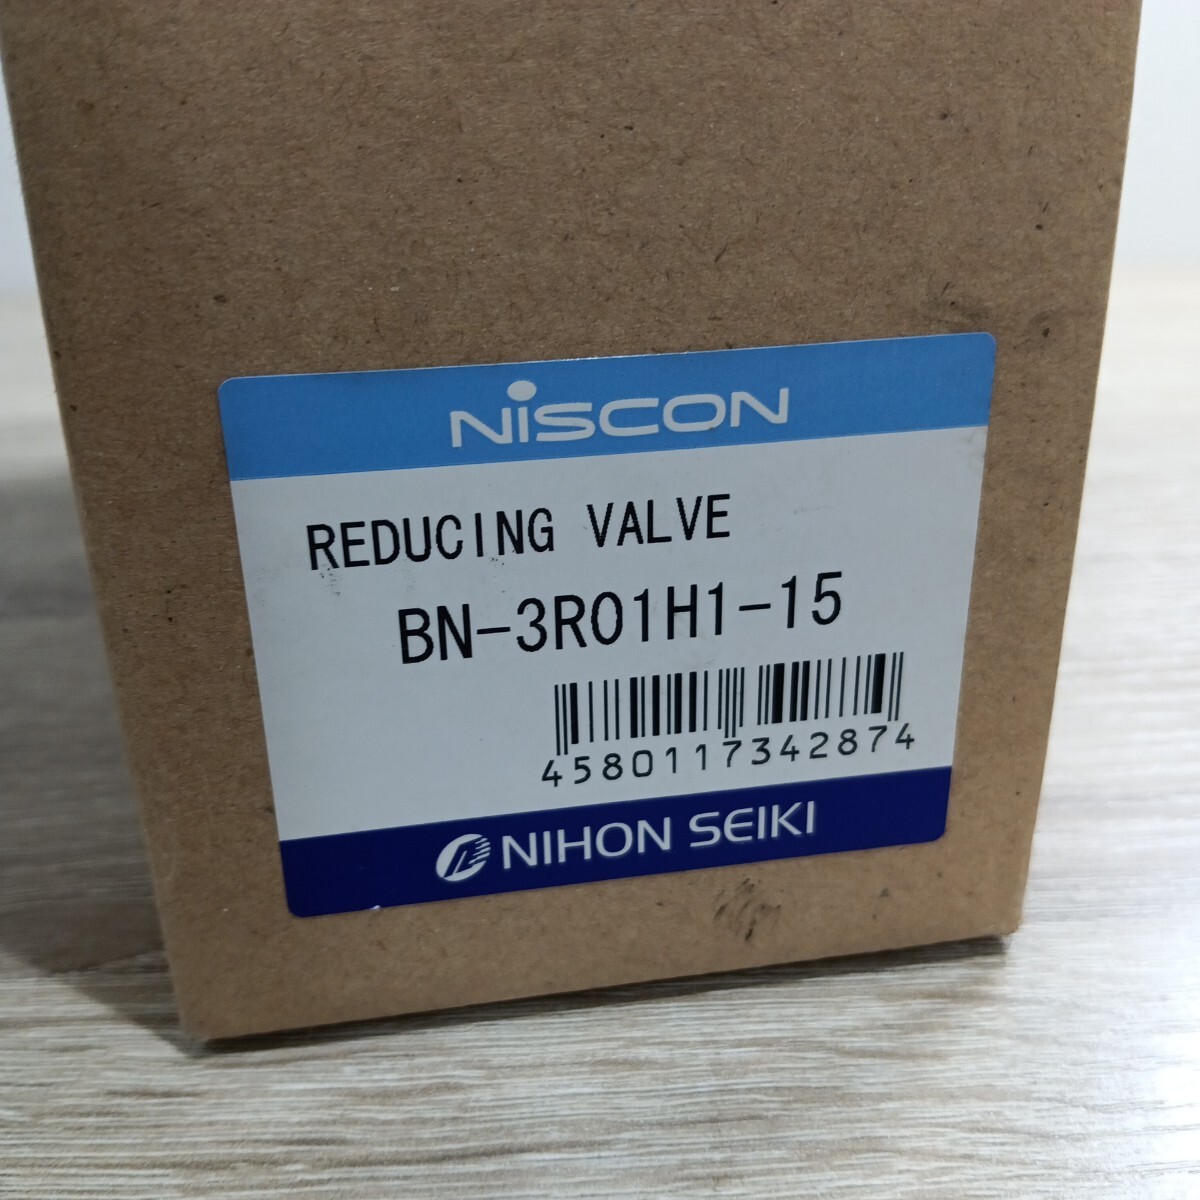 NiSCON
REDUCING VALVE
BN-3R01H1-15
4580117342874
NIHON SEIKI